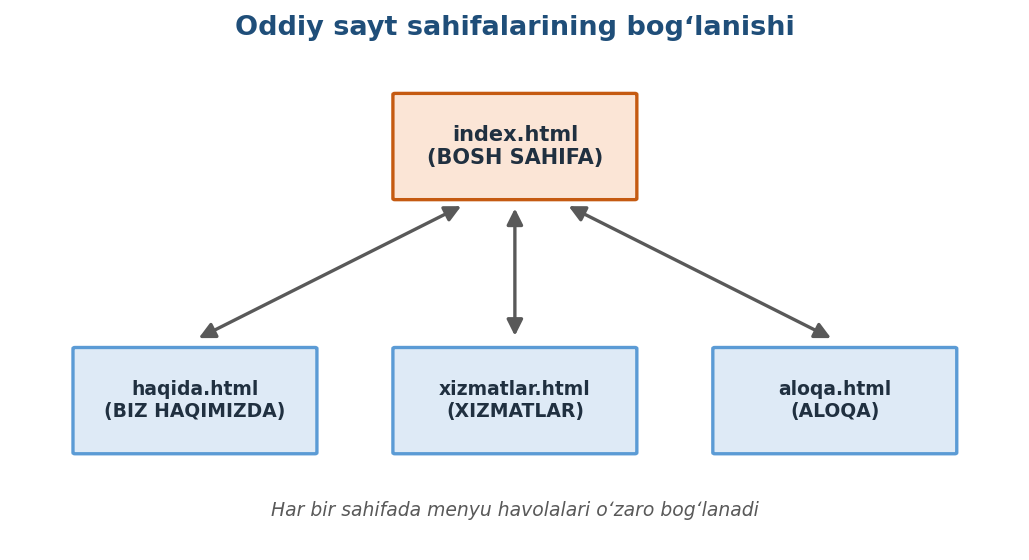 Oddiy sayt sahifalarining bog‘lanishi
index.html
(BOSH SAHIFA)
haqida.html
(BIZ HAQIMIZDA)
xizmatlar.html
(XIZMATLAR)
aloqa.html
(ALOQA)
Har bir sahifada menyu havolalari o‘zaro bog‘lanadi